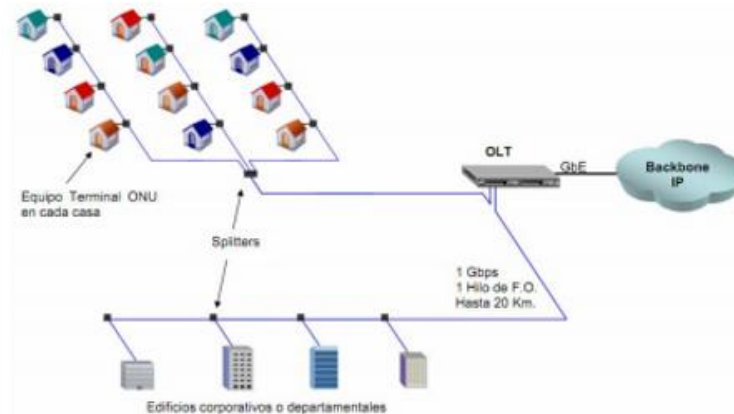 OLT
GbE
Backbone
IP
Equipo Terminal ONU
en cada casa
Splitters
1 Gbps
1 Hilo de F.O.
Hasta 20 Km.
Edificios corporativos o departamentales